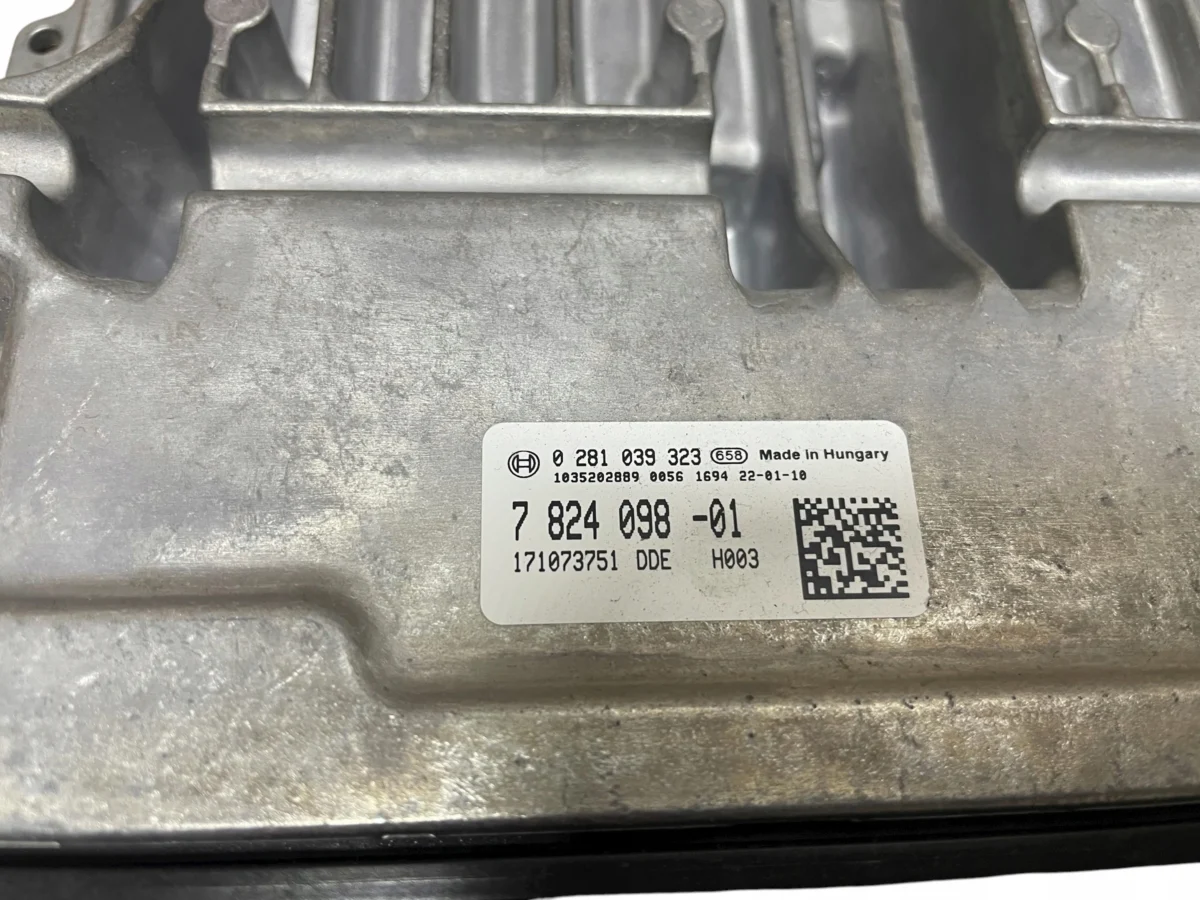 0 281 039 323 658 Made in Hungary
1035202889 0056 1694 22-01-10
7 824 098 -01
171073751 DDE H003